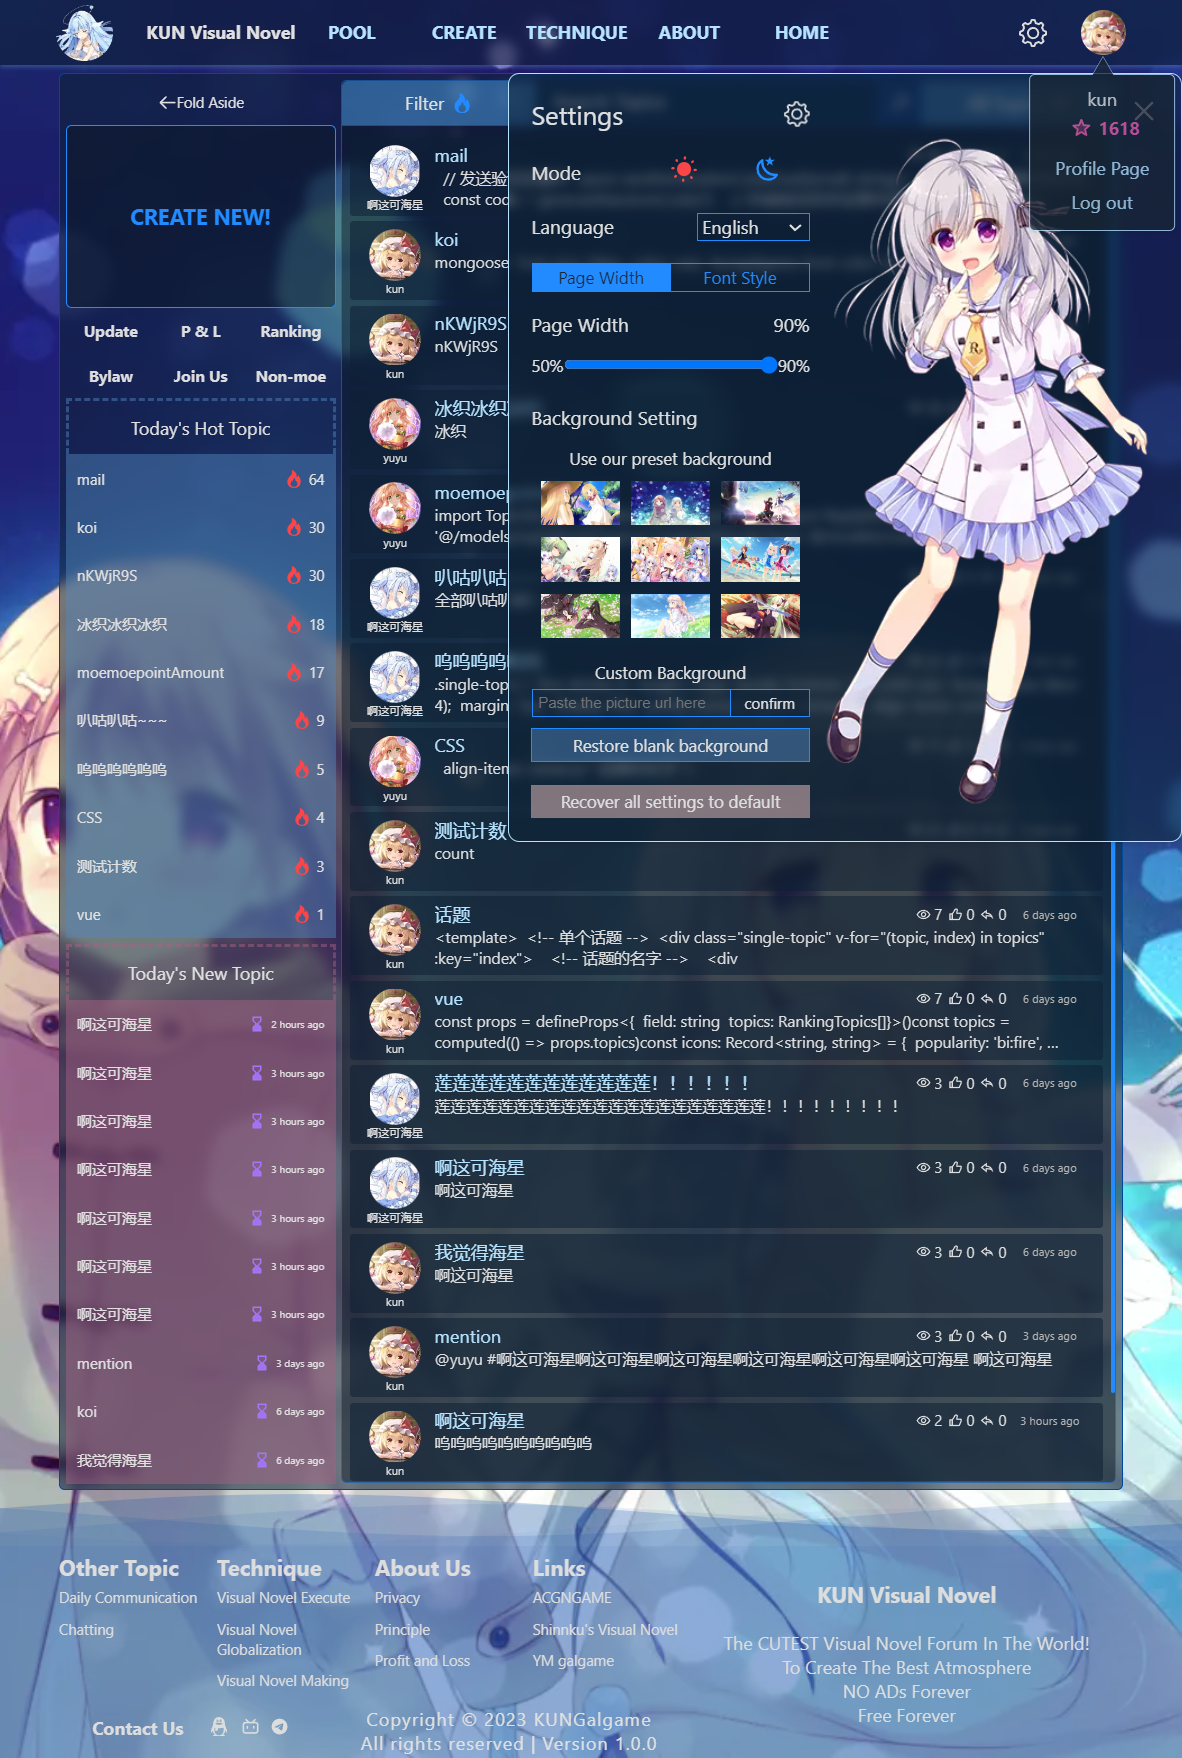 KUN Visual Novel
POOL
CREATE
TECHNIQUE
ABOUT
HOME
Fold Aside
CREATE NEW!
Update
P & L
Ranking
Bylaw
Join Us
Non-moe
Today's Hot Topic
mail 64
koi 30
nKWjR9S 30
冰织冰织冰织 18
moemoepointAmount 17
叭咕叭咕~~~ 9
呜呜呜呜呜呜 5
CSS 4
测试计数 3
vue 1
Today's New Topic
啊这可海星 2 hours ago
啊这可海星 3 hours ago
啊这可海星 3 hours ago
啊这可海星 3 hours ago
啊这可海星 3 hours ago
啊这可海星 3 hours ago
啊这可海星 3 hours ago
mention 3 days ago
koi 6 days ago
我觉得海星 6 days ago
Filter
mail
// 发送验
const cod
啊这可海星
koi
mongoose
kun
nKWjR9S
nKWjR9S
kun
冰织冰织
冰织
yuyu
moemoep
import Top
'@/models
yuyu
叭咕叭咕
全部叭咕
啊这可海星
呜呜呜呜
.single-top
4); margin
啊这可海星
CSS
align-item
yuyu
测试计数
count
kun
话题
7 0 0 6 days ago
<template> <!-- 单个话题 --> <div class="single-topic" v-for="(topic, index) in topics"
:key="index"> <!-- 话题的名字 --> <div
kun
vue
7 0 0 6 days ago
const props = defineProps<{ field: string topics: RankingTopics[]}>()const topics =
computed(() => props.topics)const icons: Record<string, string> = { popularity: 'bi:fire', ...
kun
莲莲莲莲莲莲莲莲莲莲莲莲！！！！！！
3 0 0 6 days ago
莲莲莲莲莲莲莲莲莲莲莲莲莲莲莲莲莲莲莲莲莲！！！！！！！！！
啊这可海星
啊这可海星
3 0 0 6 days ago
啊这可海星
啊这可海星
我觉得海星
3 0 0 6 days ago
啊这可海星
kun
mention
3 0 0 3 days ago
@yuyu #啊这可海星啊这可海星啊这可海星啊这可海星啊这可海星啊这可海星 啊这可海星
kun
啊这可海星
2 0 0 3 hours ago
呜呜呜呜呜呜呜呜呜呜
kun
Settings
Mode
Language
English
Page Width
Font Style
Page Width 90%
50% 90%
Background Setting
Use our preset background
Custom Background
Paste the picture url here
confirm
Restore blank background
Recover all settings to default
kun
1618
Profile Page
Log out
Other Topic
Daily Communication
Chatting
Technique
Visual Novel Execute
Visual Novel
Globalization
Visual Novel Making
About Us
Privacy
Principle
Profit and Loss
Links
ACGNGAME
Shinnku's Visual Novel
YM galgame
KUN Visual Novel
The CUTEST Visual Novel Forum In The World!
To Create The Best Atmosphere
NO ADs Forever
Free Forever
Contact Us
Copyright © 2023 KUNGalgame
All rights reserved | Version 1.0.0